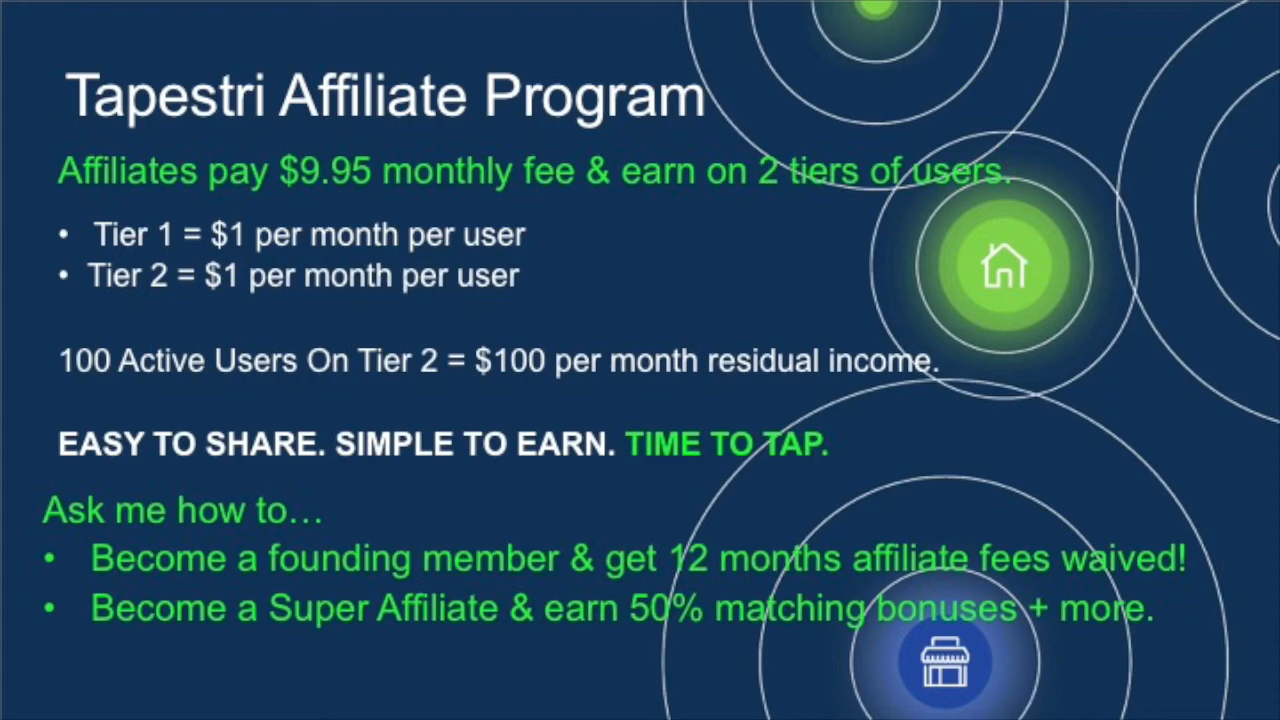 Tapestri Affiliate Program
Affiliates pay $9.95 monthly fee & earn on 2 tiers of users.
• Tier 1 = $1 per month per user
• Tier 2 = $1 per month per user
100 Active Users On Tier 2 = $100 per month residual income.
EASY TO SHARE. SIMPLE TO EARN. TIME TO TAP.
Ask me how to…
• Become a founding member & get 12 months affiliate fees waived!
• Become a Super Affiliate & earn 50% matching bonuses + more.